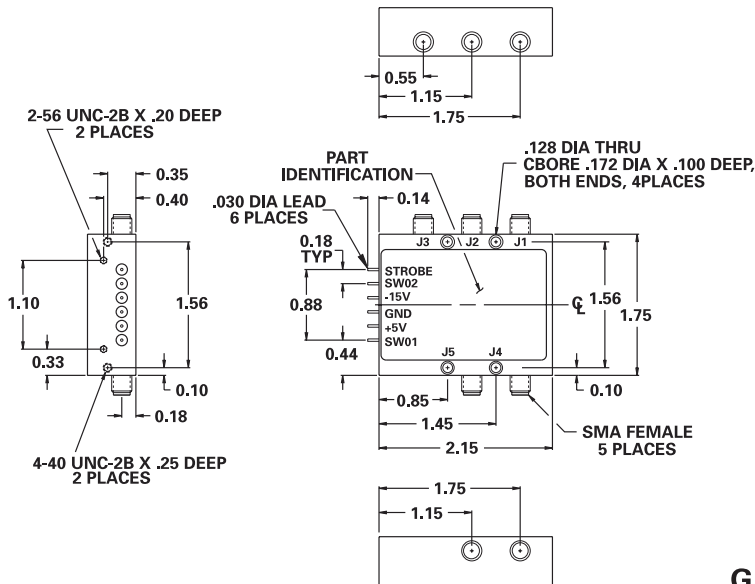 0.55
1.15
1.75
2-56 UNC-2B X .20 DEEP
2 PLACES
0.35
0.40
1.10
1.56
0.33
0.10
0.18
4-40 UNC-2B X .25 DEEP
2 PLACES
PART
IDENTIFICATION
.128 DIA THRU
CBORE .172 DIA X .100 DEEP,
BOTH ENDS, 4PLACES
.030 DIA LEAD
6 PLACES
0.14
0.18
TYP
J3 J2 J1
STROBE
SW02
-15V
GND
+5V
SW01
0.88
0.44
℄
1.56
1.75
J5 J4
0.10
0.85
1.45
2.15
SMA FEMALE
5 PLACES
1.75
1.15
G